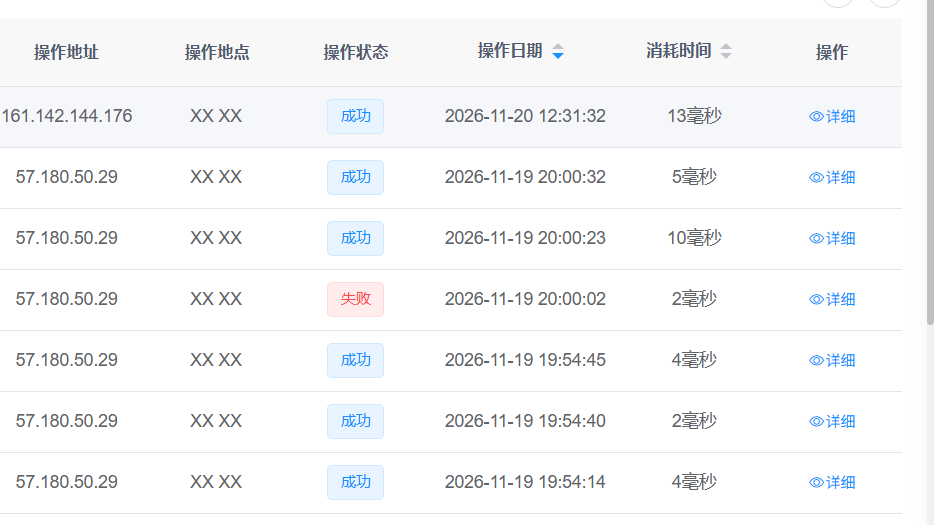 操作地址 操作地点 操作状态 操作日期 消耗时间 操作
161.142.144.176 XX XX 成功 2026-11-20 12:31:32 13毫秒 详细
57.180.50.29 XX XX 成功 2026-11-19 20:00:32 5毫秒 详细
57.180.50.29 XX XX 成功 2026-11-19 20:00:23 10毫秒 详细
57.180.50.29 XX XX 失败 2026-11-19 20:00:02 2毫秒 详细
57.180.50.29 XX XX 成功 2026-11-19 19:54:45 4毫秒 详细
57.180.50.29 XX XX 成功 2026-11-19 19:54:40 2毫秒 详细
57.180.50.29 XX XX 成功 2026-11-19 19:54:14 4毫秒 详细